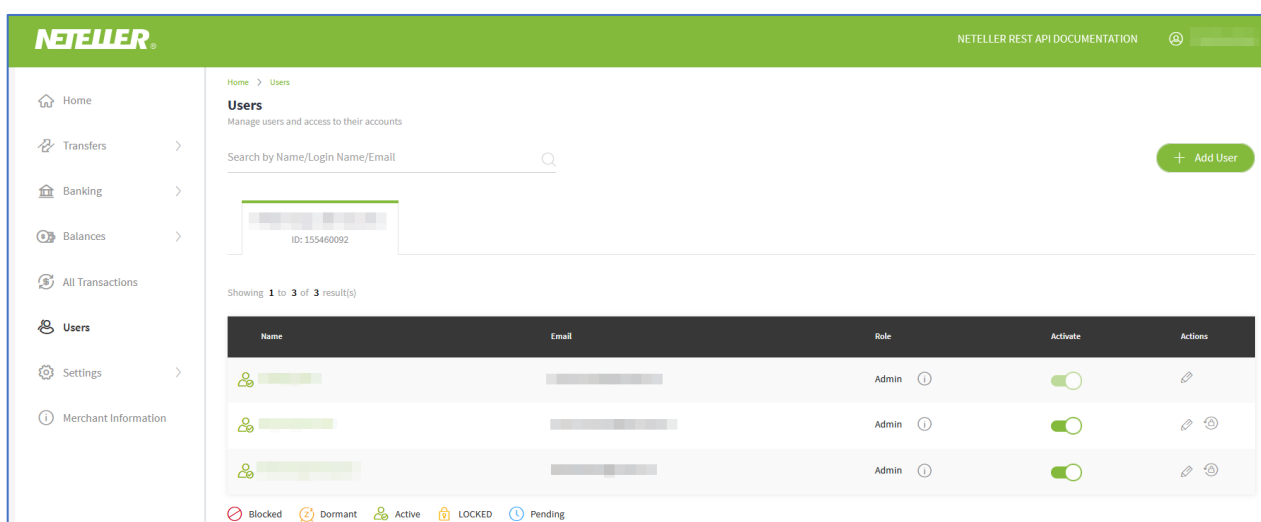 NETELLER®
NETELLER REST API DOCUMENTATION
Home
Transfers
Banking
Balances
All Transactions
Users
Settings
Merchant Information
Home > Users
Users
Manage users and access to their accounts
Search by Name/Login Name/Email
+ Add User
ID: 155460092
Showing 1 to 3 of 3 result(s)
Name Email Role Activate Actions
Admin
Admin
Admin
Blocked Dormant Active LOCKED Pending